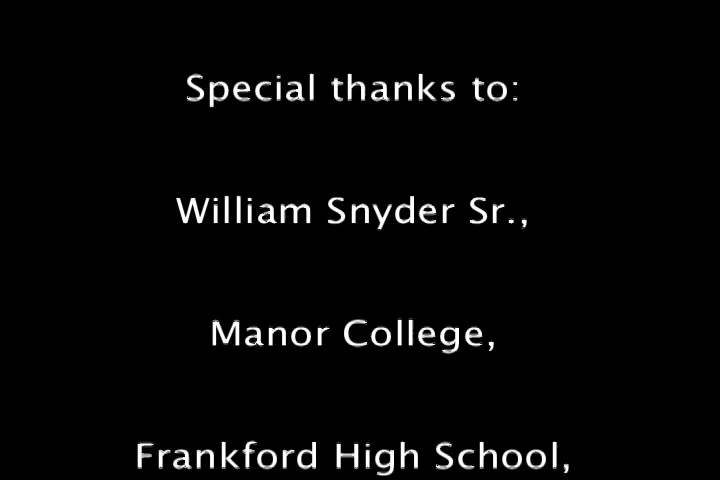 Special thanks to:
William Snyder Sr.,
Manor College,
Frankford High School,